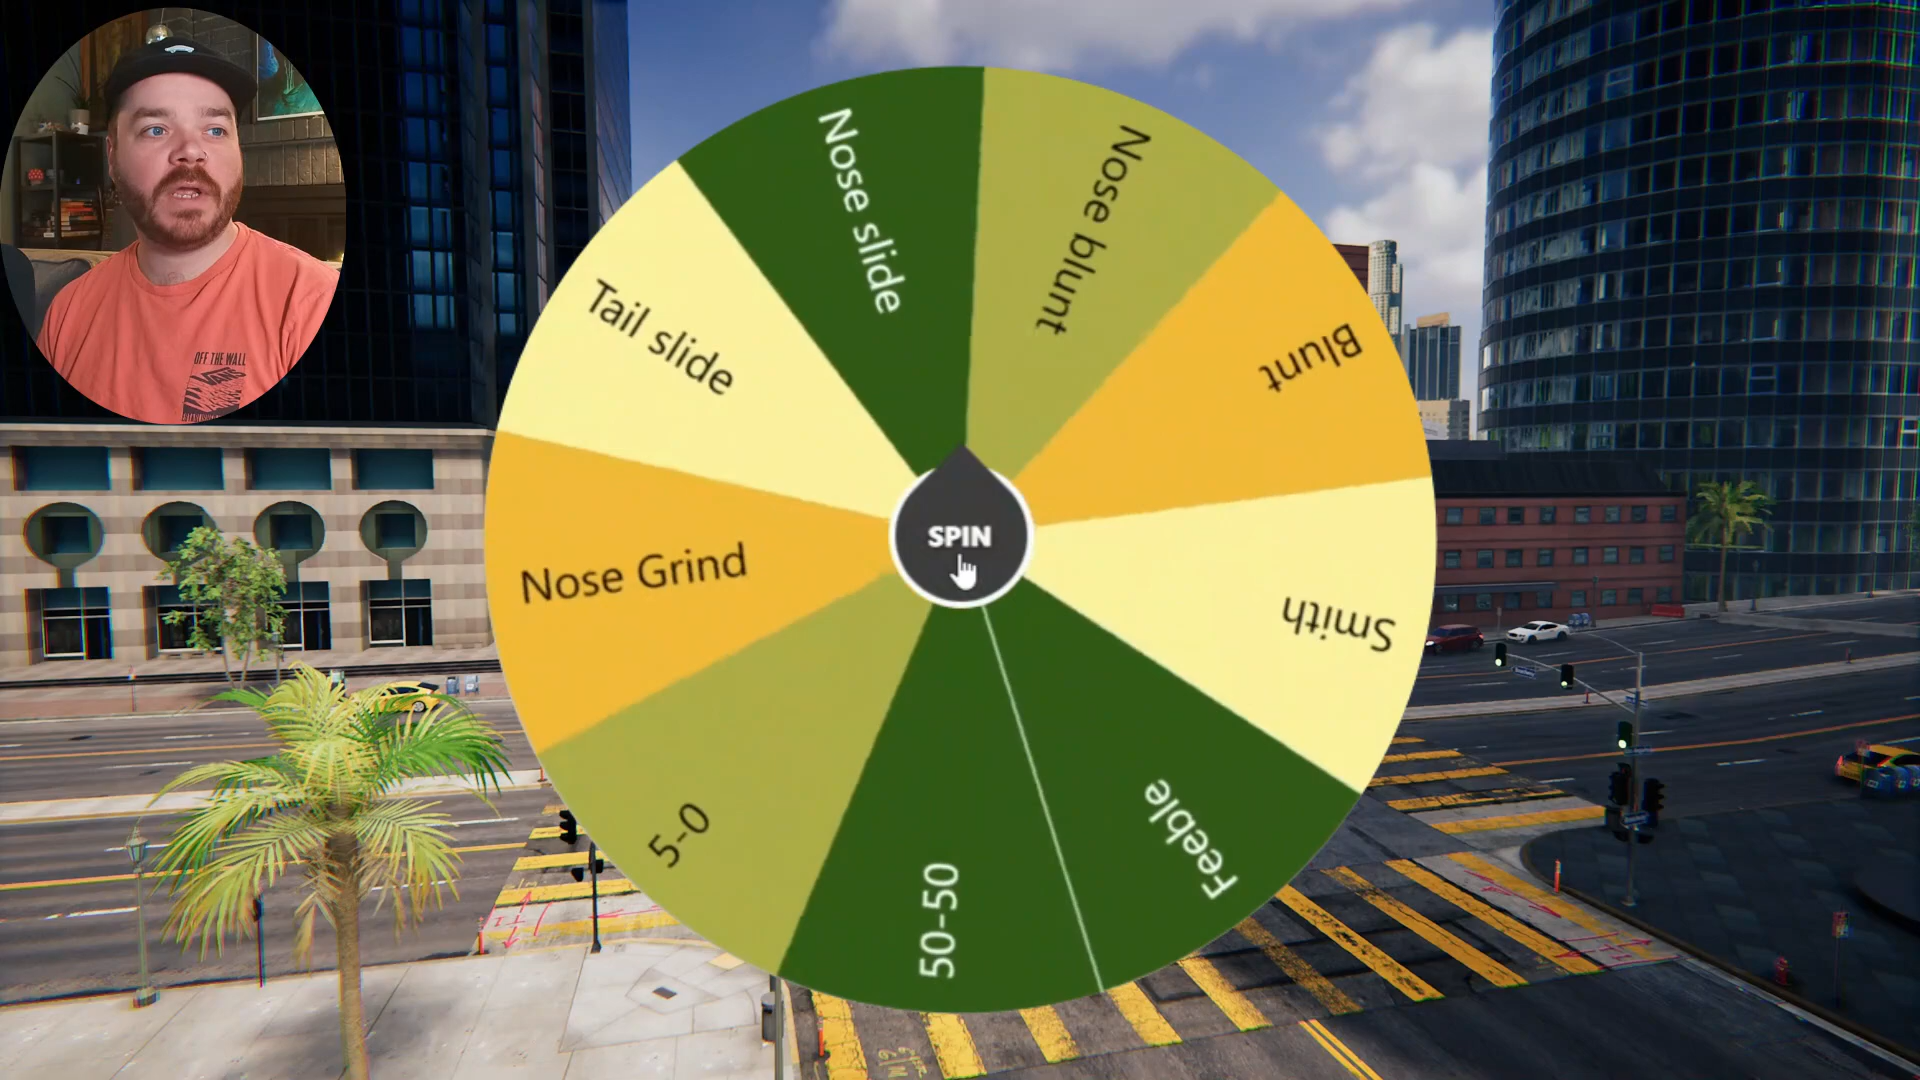 OFF THE WALL
VANS
Nose slide
Nose blunt
Blunt
Smith
Feeble
50-50
5-0
Nose Grind
Tail slide
SPIN